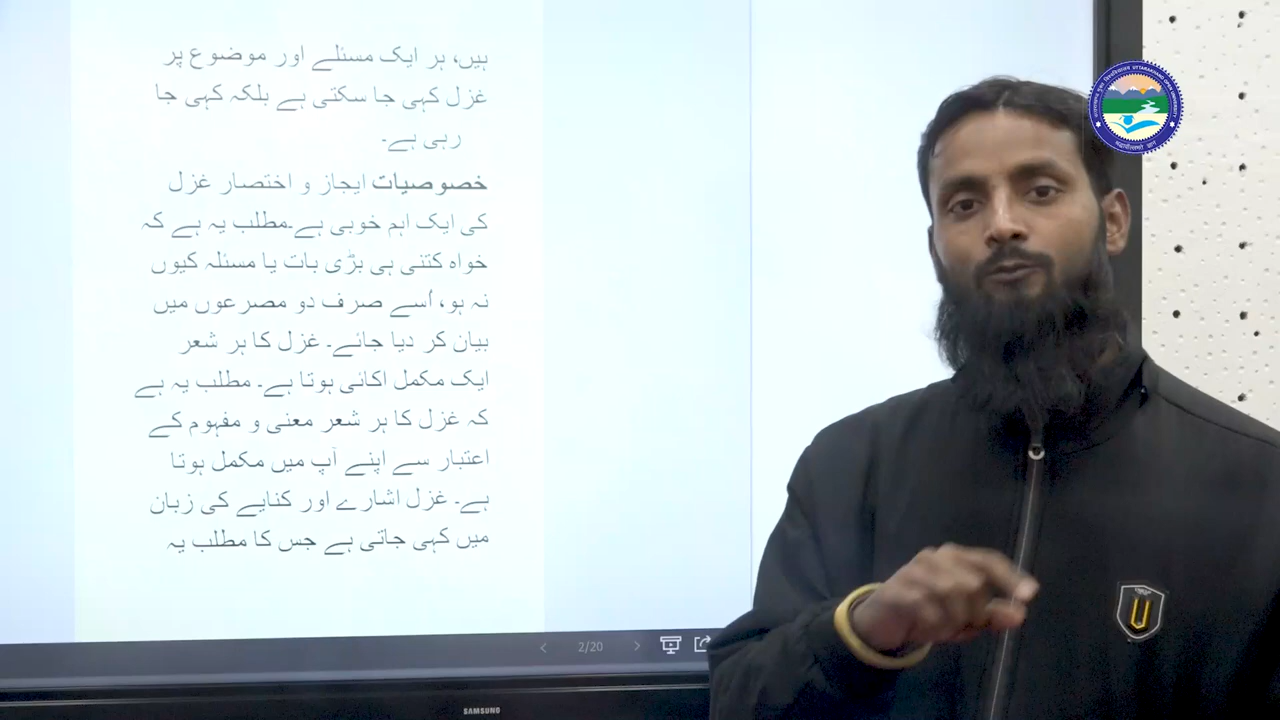 ہیں، ہر ایک مسئلے اور موضوع پر
غزل کہی جا سکتی ہے بلکہ کہی جا
رہی ہے۔
خصوصیات ایجاز و اختصار غزل
کی ایک اہم خوبی ہے۔مطلب یہ ہے کہ
خواہ کتنی ہی بڑی بات یا مسئلہ کیوں
نہ ہو، اُسے صرف دو مصرعوں میں
بیان کر دیا جائے۔ غزل کا ہر شعر
ایک مکمل اکائی ہوتا ہے۔ مطلب یہ ہے
کہ غزل کا ہر شعر معنی و مفہوم کے
اعتبار سے اپنے آپ میں مکمل ہوتا
ہے۔ غزل اشارے اور کنایے کی زبان
میں کہی جاتی ہے جس کا مطلب یہ
2/20
SAMSUNG
UTTARAKHAND OPEN UNIVERSITY
U